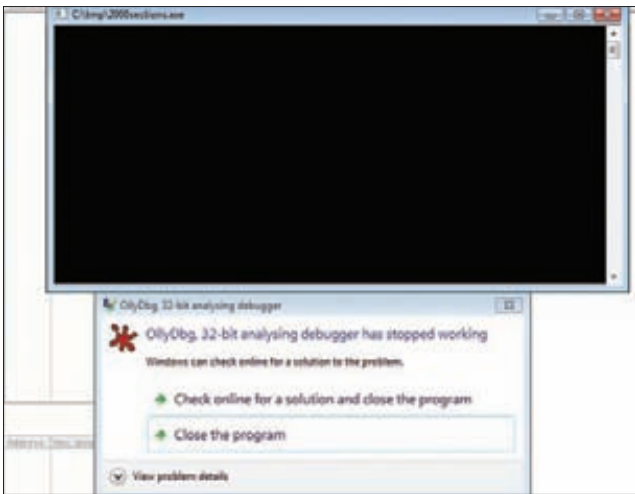 C:\tmp\2000sections.exe
OllyDbg, 32-bit analysing debugger
OllyDbg, 32-bit analysing debugger has stopped working
Windows can check online for a solution to the problem.
Check online for a solution and close the program
Close the program
View problem details